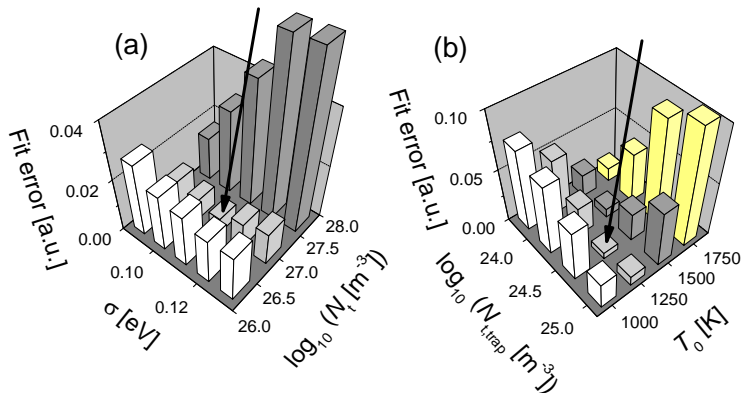 (a)
(b)
Fit error [a.u.]
0.04
0.02
0.00
0.10
0.12
σ [eV]
26.0
26.5
27.0
27.5
28.0
log₁₀ (Nₜ [m⁻³])
Fit error [a.u.]
0.10
0.05
0.00
24.0
24.5
25.0
log₁₀ (Nₜ,ₜᵣₐₚ [m⁻³])
1000
1250
1500
1750
T₀ [K]